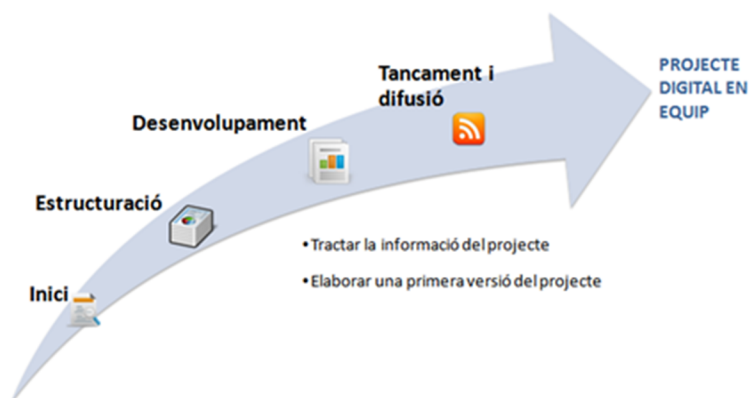 Tancament i
difusió
PROJECTE
DIGITAL EN
EQUIP
Desenvolupament
Estructuració
• Tractar la informació del projecte
• Elaborar una primera versió del projecte
Inici